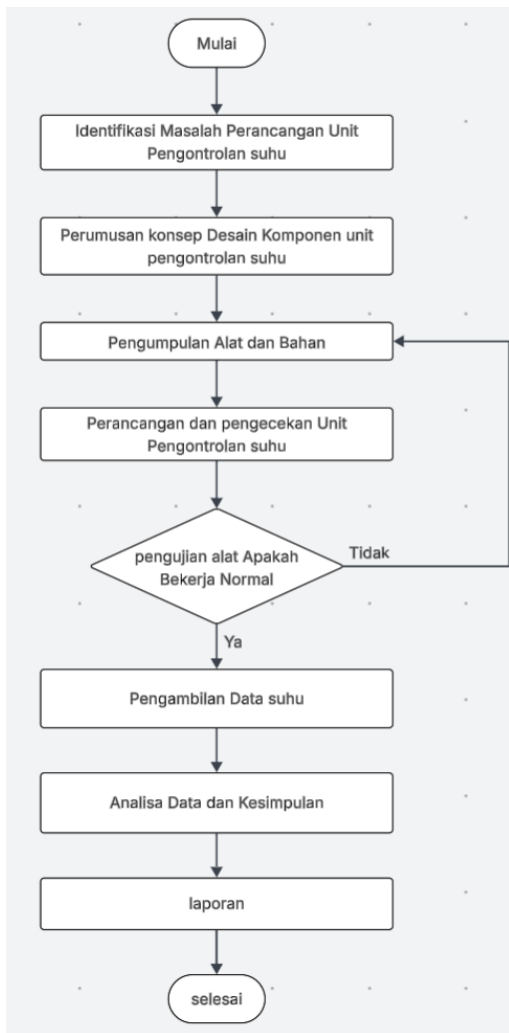 Mulai
Identifikasi Masalah Perancangan Unit
Pengontrolan suhu
Perumusan konsep Desain Komponen unit
pengontrolan suhu
Pengumpulan Alat dan Bahan
Perancangan dan pengecekan Unit
Pengontrolan suhu
pengujian alat Apakah
Bekerja Normal
Tidak
Ya
Pengambilan Data suhu
Analisa Data dan Kesimpulan
laporan
selesai